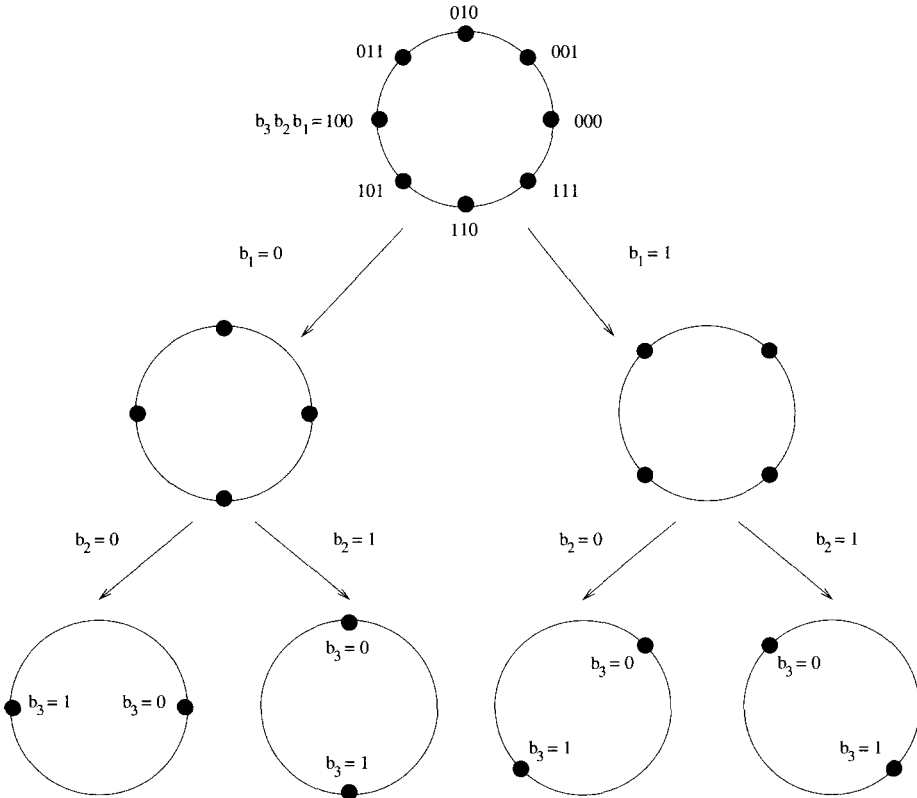 010
011 001
b₃ b₂ b₁ = 100 000
101 111
110
b₁ = 0 b₁ = 1
b₂ = 0 b₂ = 1 b₂ = 0 b₂ = 1
b₃ = 0
b₃ = 0 b₃ = 0
b₃ = 1 b₃ = 0
b₃ = 1 b₃ = 1
b₃ = 1